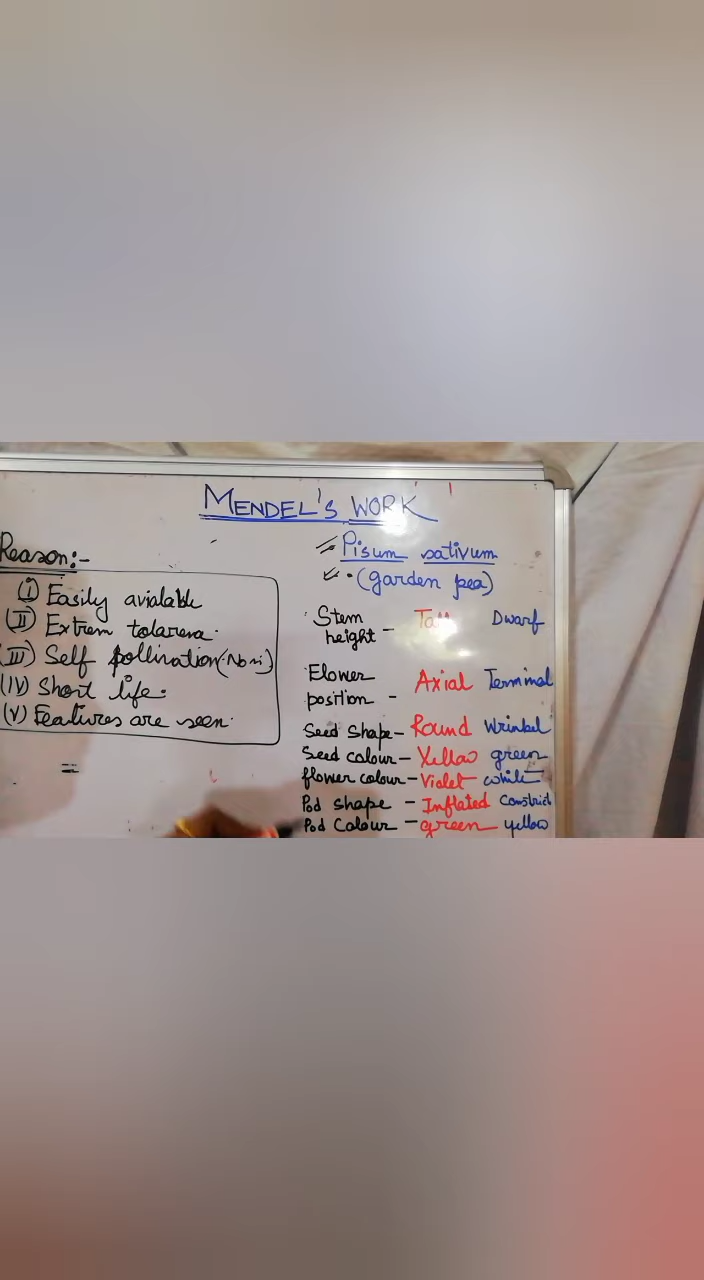 MENDEL'S WORK
Reason:-
(I) Easily avialable
(II) Extrem tolarena.
(III) Self pollination (Nosi)
(IV) Short life.
(V) Features are seen.
Pisum sativum
(garden pea)
Stem height - Tall Dwarf
Flower position - Axial Terminal
Seed Shape - Round Wrinkel
Seed colour - Yellow green
flower colour - Violet white
Pod shape - Inflated Constrict
Pod Colour - green yellow